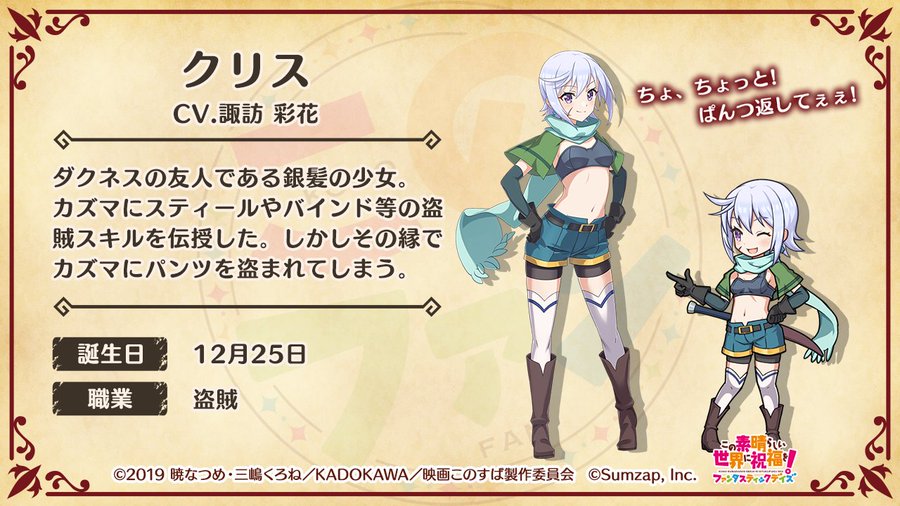 クリス
CV.諏訪 彩花
ダクネスの友人である銀髪の少女。
カズマにスティールやバインド等の盗
賊スキルを伝授した。しかしその縁で
カズマにパンツを盗まれてしまう。
誕生日 12月25日
職業 盗賊
ちょ、ちょっと!
ぱんつ返してぇぇ!
この素晴らしい
世界に祝福を!
ファンタスティックデイズ
©2019 暁なつめ・三嶋くろね／KADOKAWA／映画このすば製作委員会 ©Sumzap, Inc.